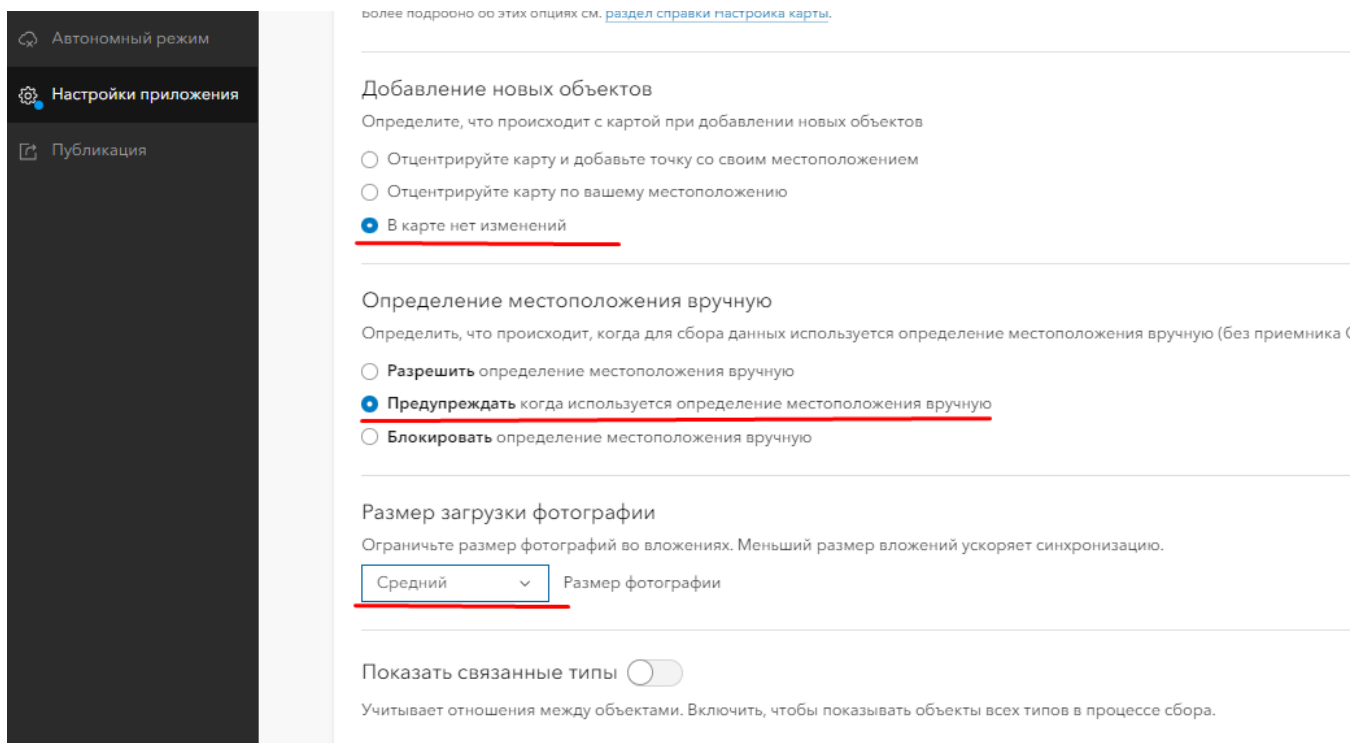 Более подробно об этих опциях см. раздел справки Настройка карты.
Автономный режим
Настройки приложения
Публикация
Добавление новых объектов
Определите, что происходит с картой при добавлении новых объектов
Отцентрируйте карту и добавьте точку со своим местоположением
Отцентрируйте карту по вашему местоположению
В карте нет изменений
Определение местоположения вручную
Определить, что происходит, когда для сбора данных используется определение местоположения вручную (без приемника
Разрешить определение местоположения вручную
Предупреждать когда используется определение местоположения вручную
Блокировать определение местоположения вручную
Размер загрузки фотографии
Ограничьте размер фотографий во вложениях. Меньший размер вложений ускоряет синхронизацию.
Средний Размер фотографии
Показать связанные типы
Учитывает отношения между объектами. Включить, чтобы показывать объекты всех типов в процессе сбора.